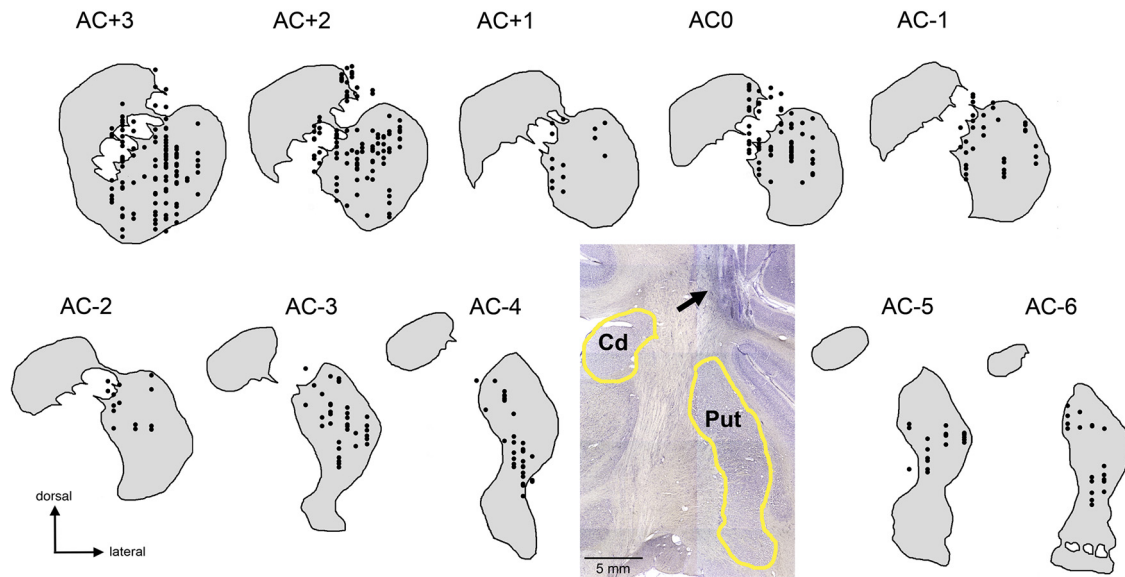 AC+3
AC+2
AC+1
AC0
AC-1
AC-2
AC-3
AC-4
Cd
Put
5 mm
AC-5
AC-6
dorsal
lateral